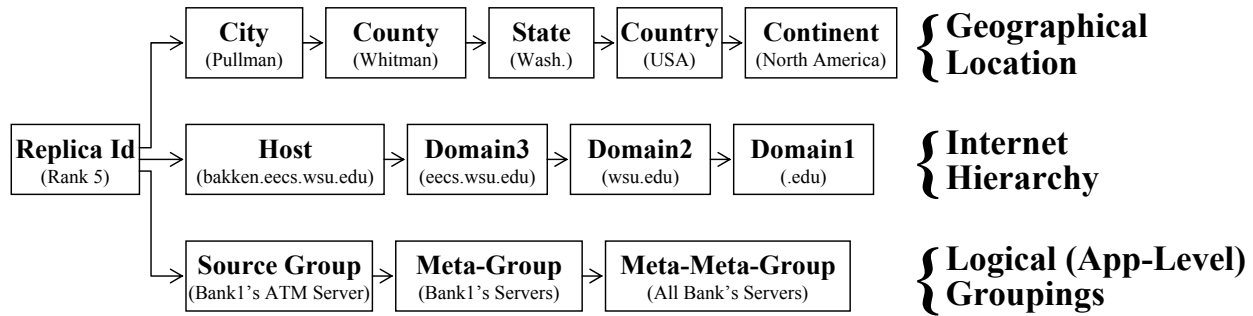 City
(Pullman)
County
(Whitman)
State
(Wash.)
Country
(USA)
Continent
(North America)
Geographical
Location
Replica Id
(Rank 5)
Host
(bakken.eecs.wsu.edu)
Domain3
(eecs.wsu.edu)
Domain2
(wsu.edu)
Domain1
(.edu)
Internet
Hierarchy
Source Group
(Bank1's ATM Server)
Meta-Group
(Bank1's Servers)
Meta-Meta-Group
(All Bank's Servers)
Logical (App-Level)
Groupings